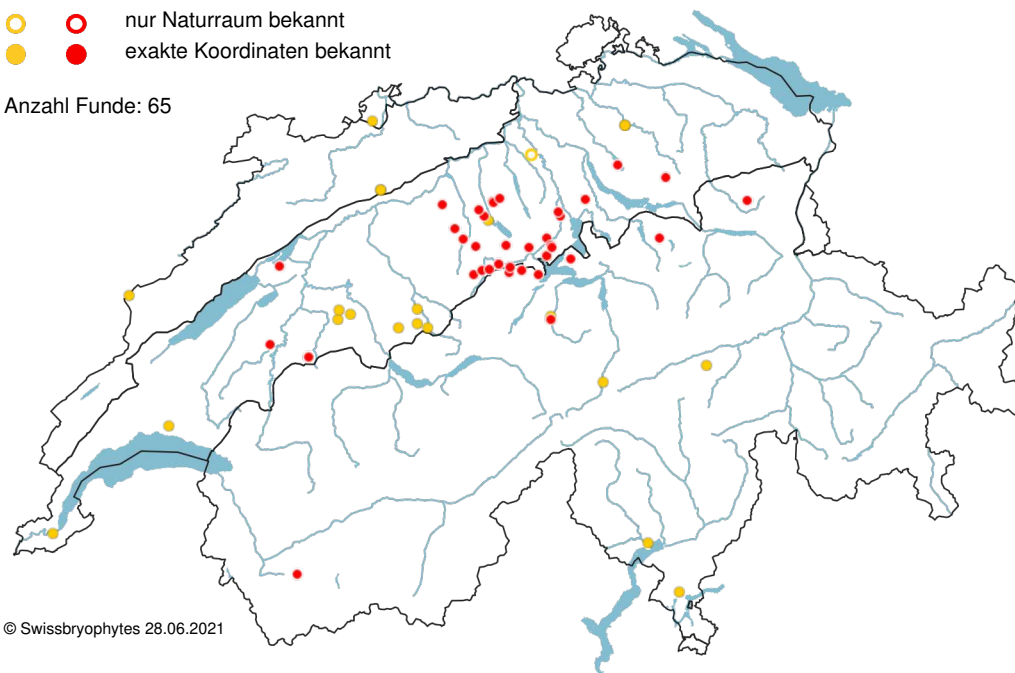 nur Naturraum bekannt
exakte Koordinaten bekannt
Anzahl Funde: 65
© Swissbryophytes 28.06.2021